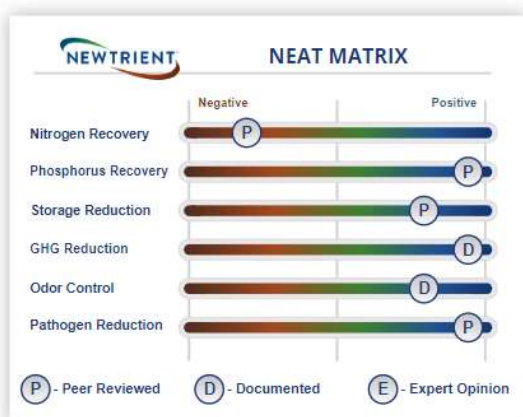 NEWTRIENT NEAT MATRIX
Negative Positive
Nitrogen Recovery P
Phosphorus Recovery P
Storage Reduction P
GHG Reduction D
Odor Control D
Pathogen Reduction P
P - Peer Reviewed D - Documented E - Expert Opinion